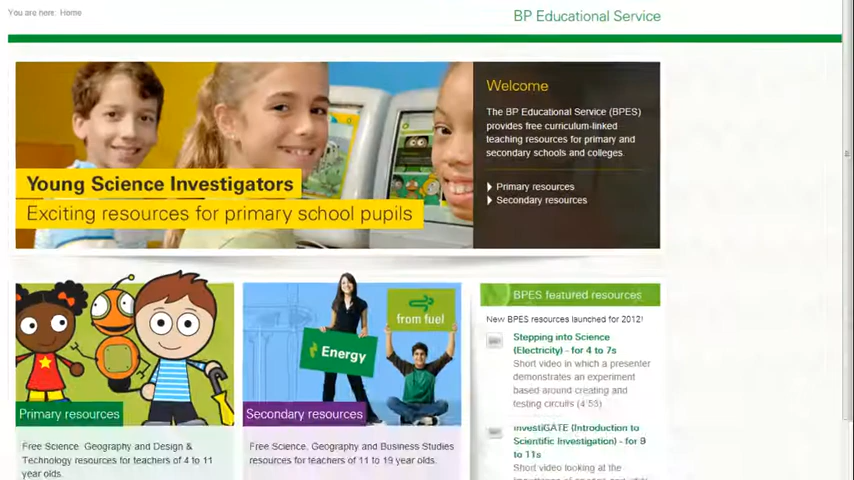 You are here: Home
BP Educational Service
Young Science Investigators
Exciting resources for primary school pupils
Welcome
The BP Educational Service (BPES)
provides free curriculum-linked
teaching resources for primary and
secondary schools and colleges.
Primary resources
Secondary resources
from fuel
Energy
Primary resources
Free Science, Geography and Design &
Technology resources for teachers of 4 to 11
year olds.
Secondary resources
Free Science, Geography and Business Studies
resources for teachers of 11 to 19 year olds.
BPES featured resources
New BPES resources launched for 2012!
Stepping into Science
(Electricity) - for 4 to 7s
Short video in which a presenter
demonstrates an experiment
based around creating and
testing circuits (4'53)
investiGATE (Introduction to
Scientific Investigation) - for 9
to 11s
Short video looking at the